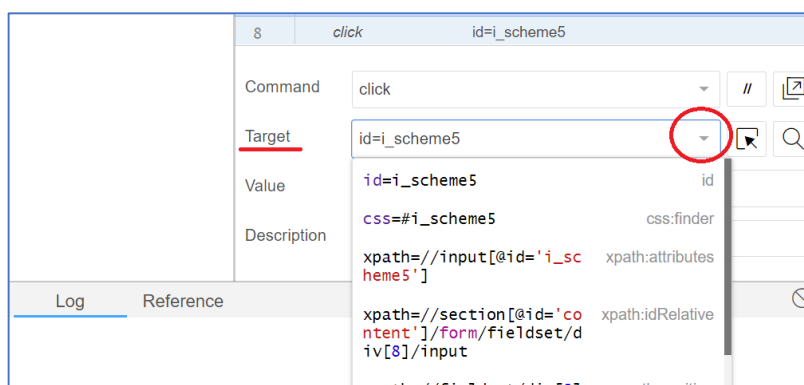 8 click id=i_scheme5
Command click //
Target id=i_scheme5
id=i_scheme5 id
Value
css=#i_scheme5 css:finder
Description
xpath=//input[@id='i_sc xpath:attributes
heme5']
Log Reference
xpath=//section[@id='co xpath:idRelative
ntent']/form/fieldset/d
iv[8]/input